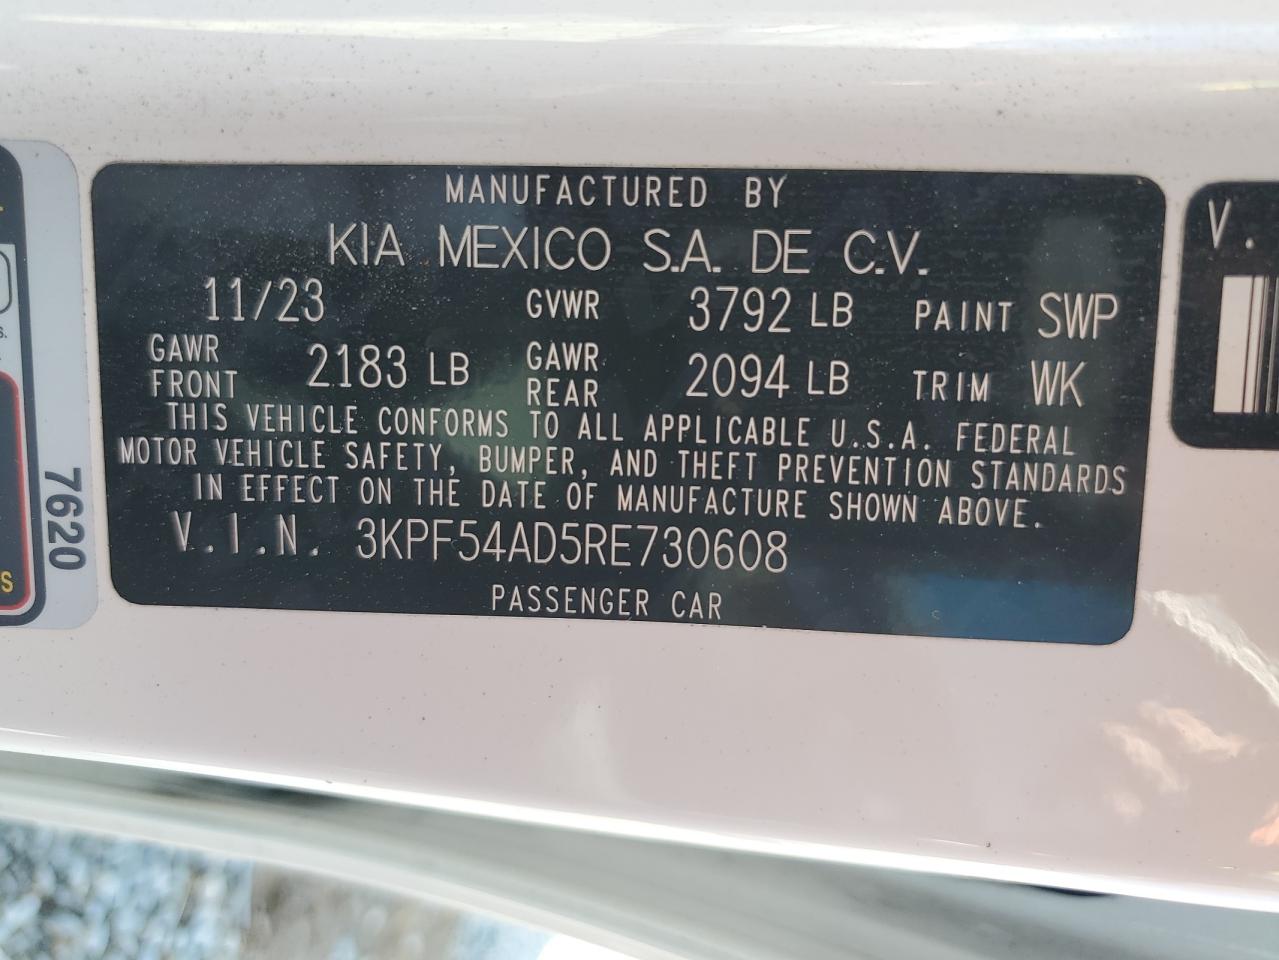 MANUFACTURED BY
KIA MEXICO S.A. DE C.V.
11/23 GVWR 3792 LB PAINT SWP
GAWR FRONT 2183 LB GAWR REAR 2094 LB TRIM WK
THIS VEHICLE CONFORMS TO ALL APPLICABLE U.S.A. FEDERAL
MOTOR VEHICLE SAFETY, BUMPER, AND THEFT PREVENTION STANDARDS
IN EFFECT ON THE DATE OF MANUFACTURE SHOWN ABOVE.
V.I.N. 3KPF54AD5RE730608
PASSENGER CAR
7620
V.